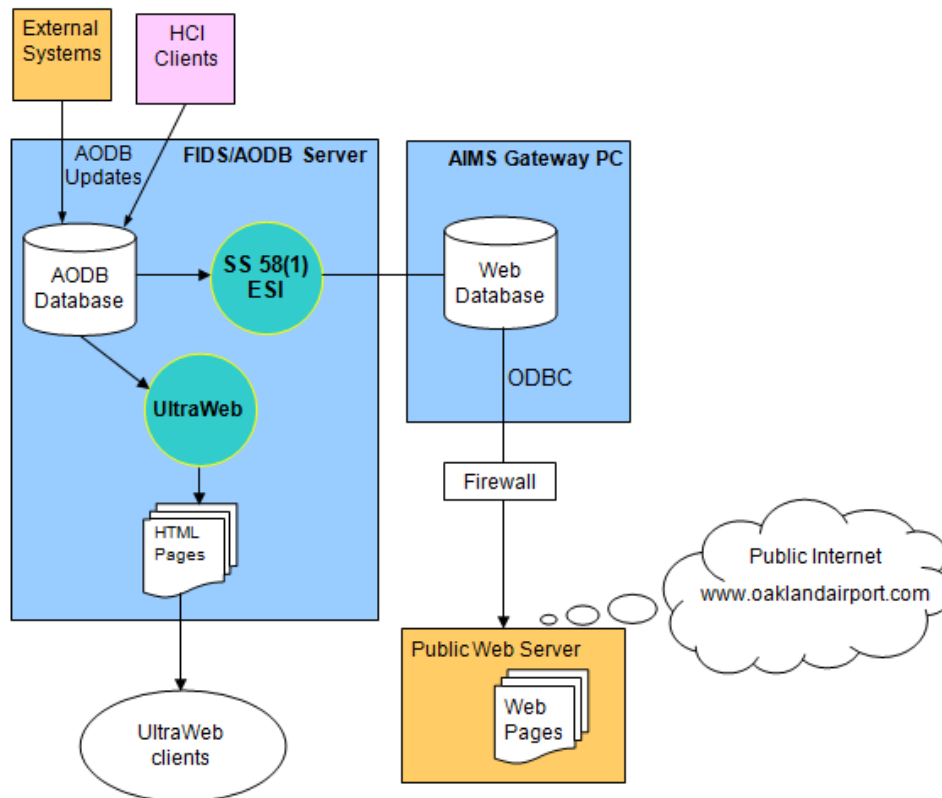 External
Systems
HCI
Clients
AODB
Updates
FIDS/AODB Server
AIMS Gateway PC
AODB
Database
SS 58(1)
ESI
Web
Database
ODBC
UltraWeb
Firewall
HTML
Pages
Public Internet
www.oaklandairport.com
Public Web Server
Web
Pages
UltraWeb
clients